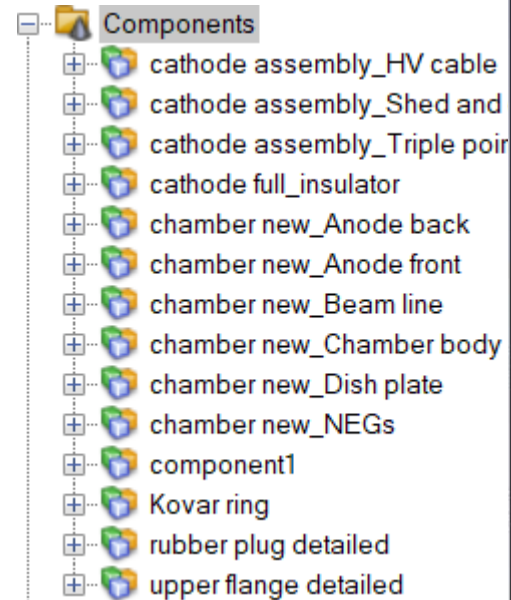 Components
cathode assembly_HV cable
cathode assembly_Shed and
cathode assembly_Triple
cathode full_insulator
chamber new_Anode back
chamber new_Anode front
chamber new_Beam line
chamber new_Chamber body
chamber new_Dish plate
chamber new_NEGs
component1
Kovar ring
rubber plug detailed
upper flange detailed